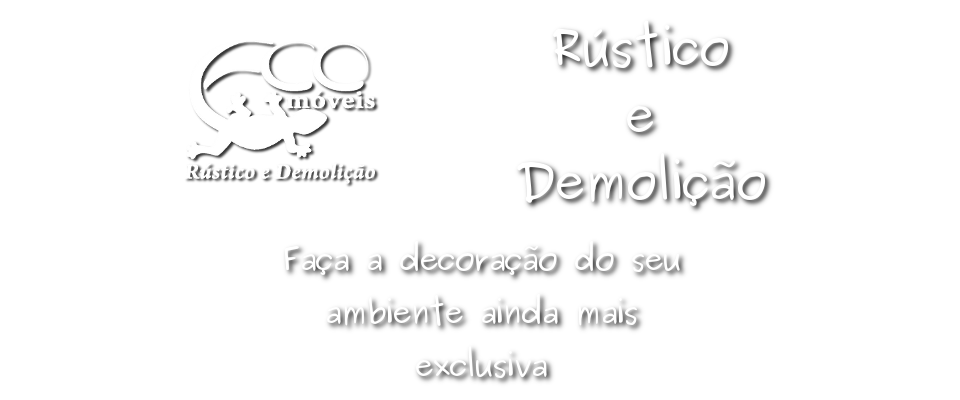 Eco
móveis
Rústico e Demolição
Rústico
e
Demolição
Faça a decoração do seu
ambiente ainda mais
exclusiva